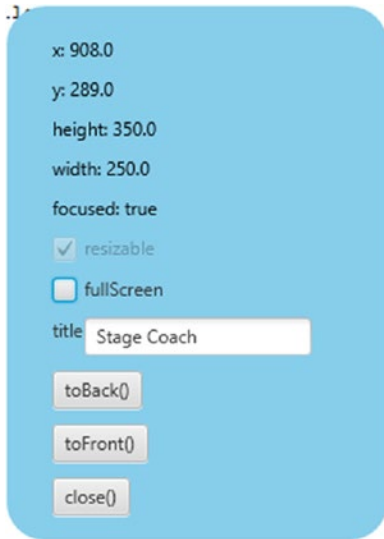 x: 908.0
y: 289.0
height: 350.0
width: 250.0
focused: true
resizable
fullScreen
title Stage Coach
toBack()
toFront()
close()